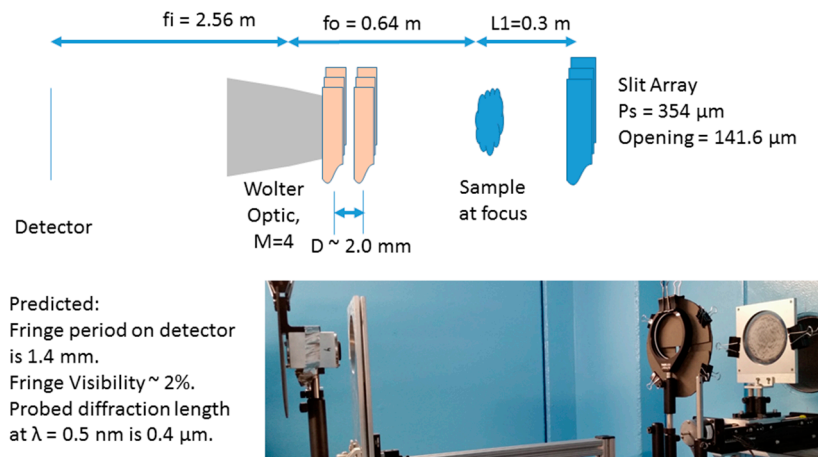 fi = 2.56 m
fo = 0.64 m
L1=0.3 m
Slit Array
Ps = 354 µm
Opening = 141.6 µm
Wolter
Optic,
M=4
Sample
at focus
Detector
D ~ 2.0 mm
Predicted:
Fringe period on detector
is 1.4 mm.
Fringe Visibility ~ 2%.
Probed diffraction length
at λ = 0.5 nm is 0.4 µm.